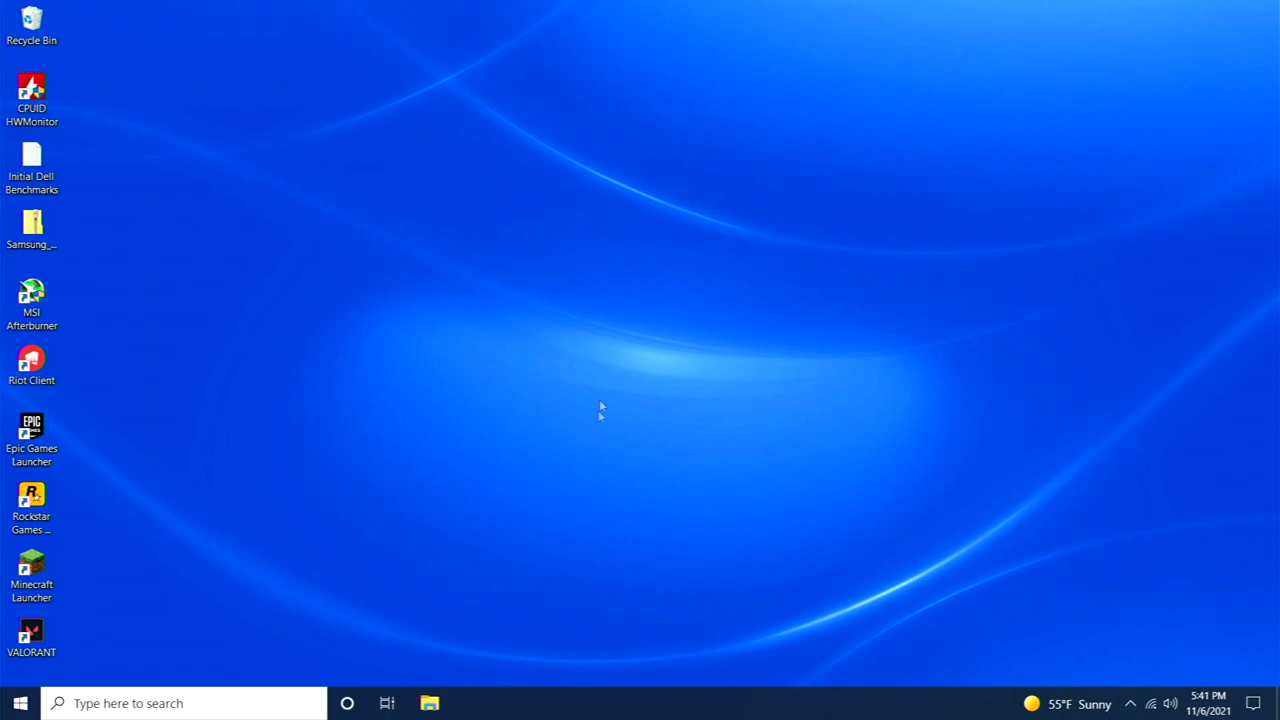 Recycle Bin
CPUID
HWMonitor
Initial Dell
Benchmarks
Samsung_...
MSI
Afterburner
Riot Client
EPIC
GAMES
Epic Games
Launcher
R
Rockstar
Games ...
Minecraft
Launcher
VALORANT
Type here to search
55°F Sunny
5:41 PM
11/6/2021